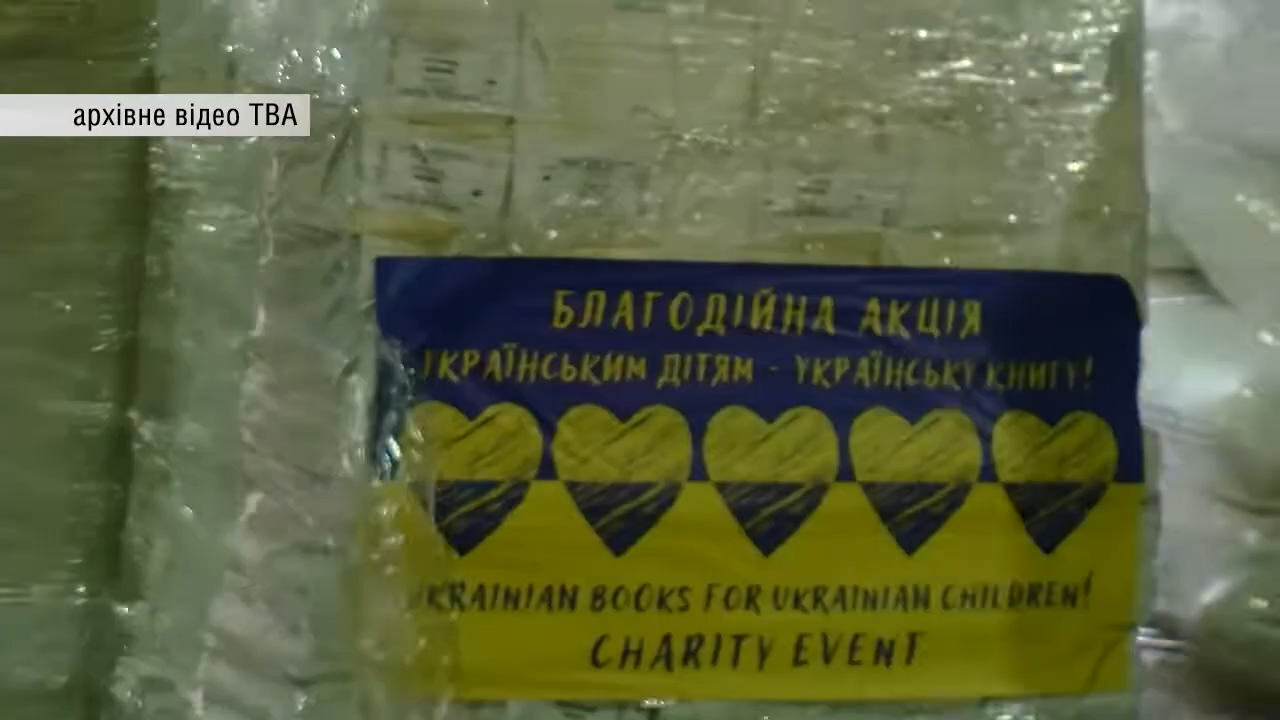 архівне відео ТВА
БЛАГОДІЙНА АКЦІЯ
УКРАЇНСЬКИМ ДІТЯМ - УКРАЇНСЬКУ КНИГУ!
UKRAINIAN BOOKS FOR UKRAINIAN CHILDREN!
CHARITY EVENT